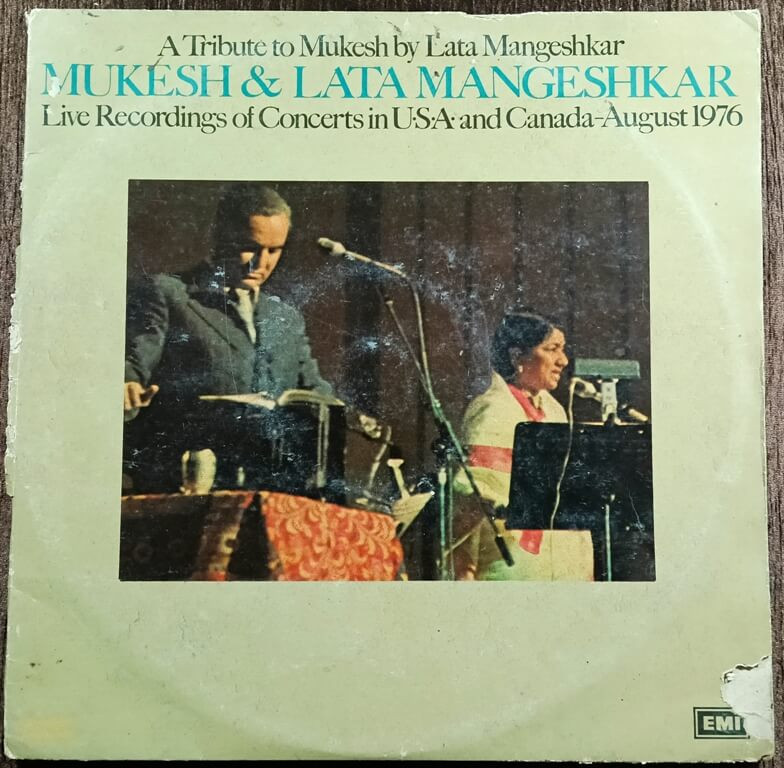 A Tribute to Mukesh by Lata Mangeshkar
MUKESH & LATA MANGESHKAR
Live Recordings of Concerts in U·S·A· and Canada-August 1976
EMI